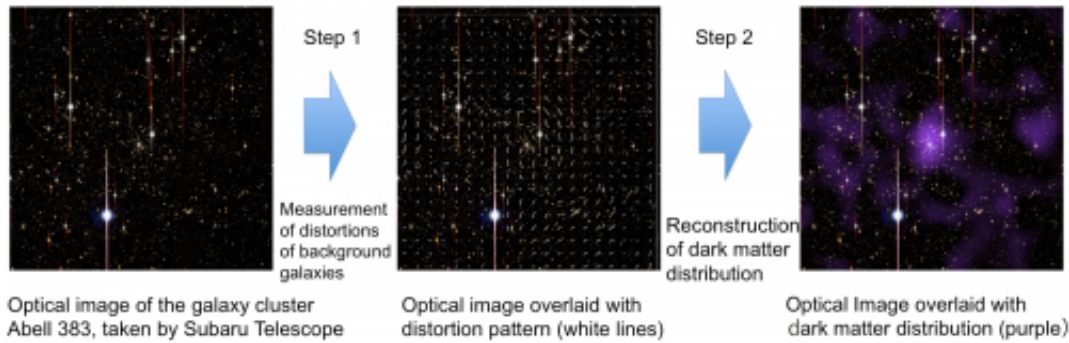 Step 1
Step 2
Measurement
of distortions
of background
galaxies
Reconstruction
of dark matter
distribution
Optical image of the galaxy cluster
Abell 383, taken by Subaru Telescope
Optical image overlaid with
distortion pattern (white lines)
Optical Image overlaid with
dark matter distribution (purple)